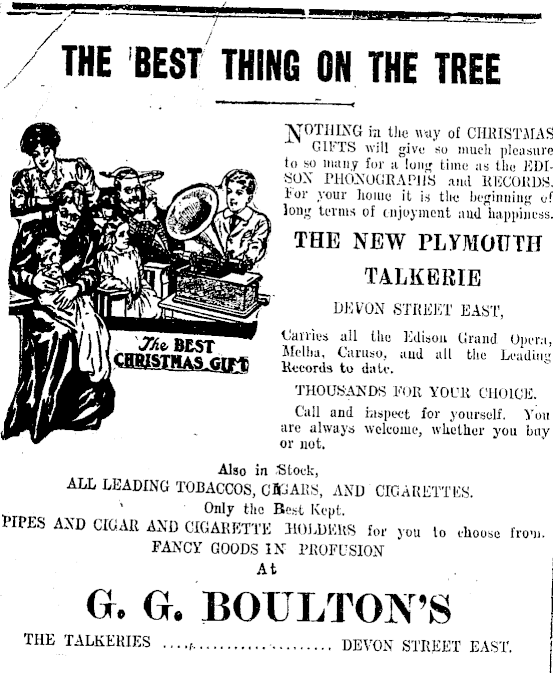 THE BEST THING ON THE TREE
NOTHING in the way of CHRISTMAS
GIFTS will give so much pleasure
to so many for a long time as the EDI-
SON PHONOGRAPHS and RECORDS.
For your home it is the beginning of
long terms of enjoyment and happiness.
THE NEW PLYMOUTH
TALKERIE
DEVON STREET EAST,
Carries all the Edison Grand Opera,
Melba, Caruso, and all the Leading
Records to date.
THOUSANDS FOR YOUR CHOICE.
Call and inspect for yourself. You
are always welcome, whether you buy
or not.
The BEST
CHRISTMAS GIFT
Also in Stock,
ALL LEADING TOBACCOS, CIGARS, AND CIGARETTES.
Only the Best Kept.
PIPES AND CIGAR AND CIGARETTE HOLDERS for you to choose from.
FANCY GOODS IN PROFUSION
At
G. G. BOULTON'S
THE TALKERIES ........................ DEVON STREET EAST.